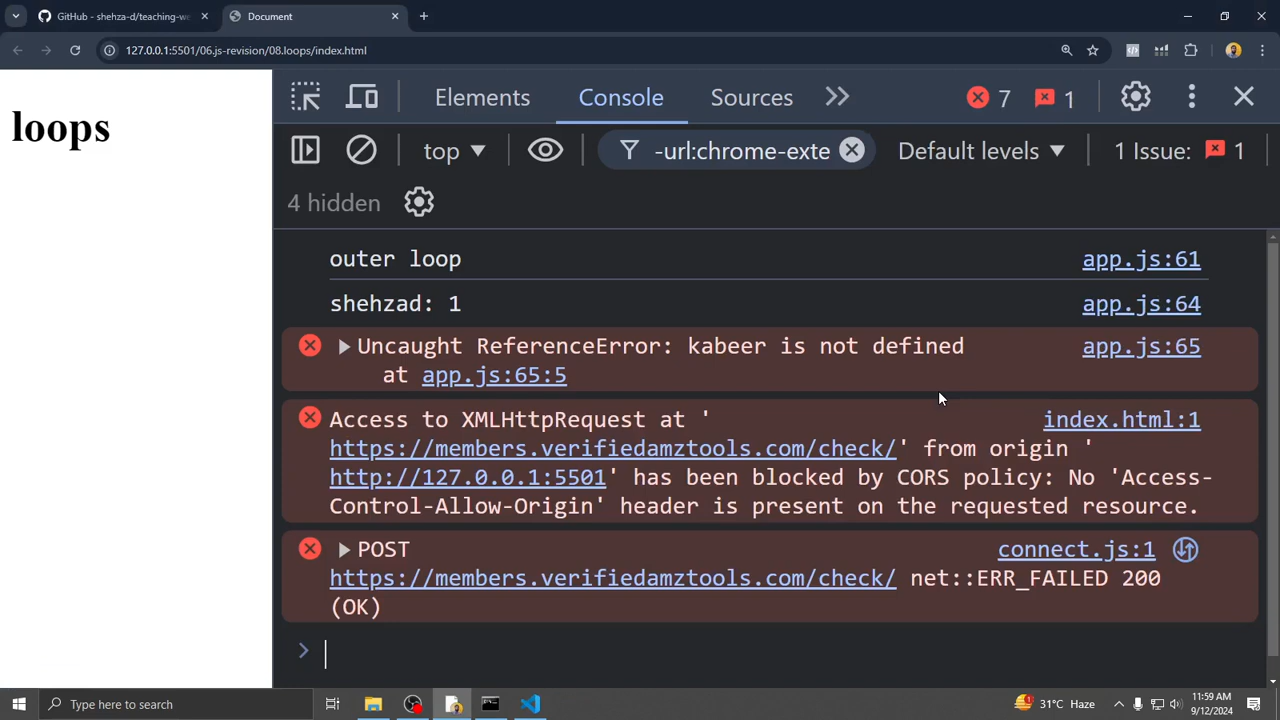 GitHub - shehza-d/teaching-we
Document
127.0.0.1:5501/06.js-revision/08.loops/index.html
loops
Elements
Console
Sources
7
1
top
-url:chrome-exte
Default levels
1 Issue:
1
4 hidden
outer loop
app.js:61
shehzad: 1
app.js:64
Uncaught ReferenceError: kabeer is not defined
app.js:65
at app.js:65:5
Access to XMLHttpRequest at '
index.html:1
https://members.verifiedamztools.com/check/' from origin '
http://127.0.0.1:5501' has been blocked by CORS policy: No 'Access-
Control-Allow-Origin' header is present on the requested resource.
POST
connect.js:1
https://members.verifiedamztools.com/check/ net::ERR_FAILED 200
(OK)
Type here to search
31°C Haze
11:59 AM
9/12/2024